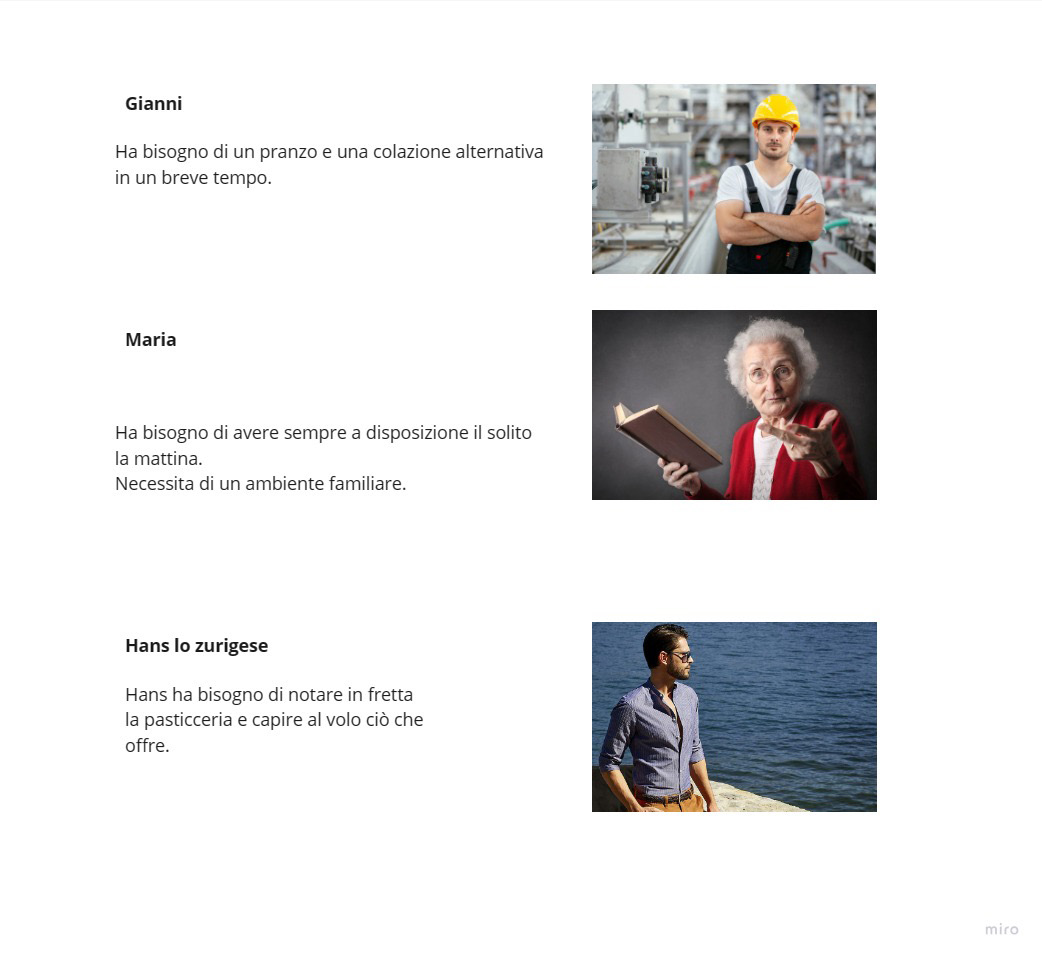 Gianni
Ha bisogno di un pranzo e una colazione alternativa
in un breve tempo.
Maria
Ha bisogno di avere sempre a disposizione il solito
la mattina.
Necessita di un ambiente familiare.
Hans lo zurigese
Hans ha bisogno di notare in fretta
la pasticceria e capire al volo ciò che
offre.
miro